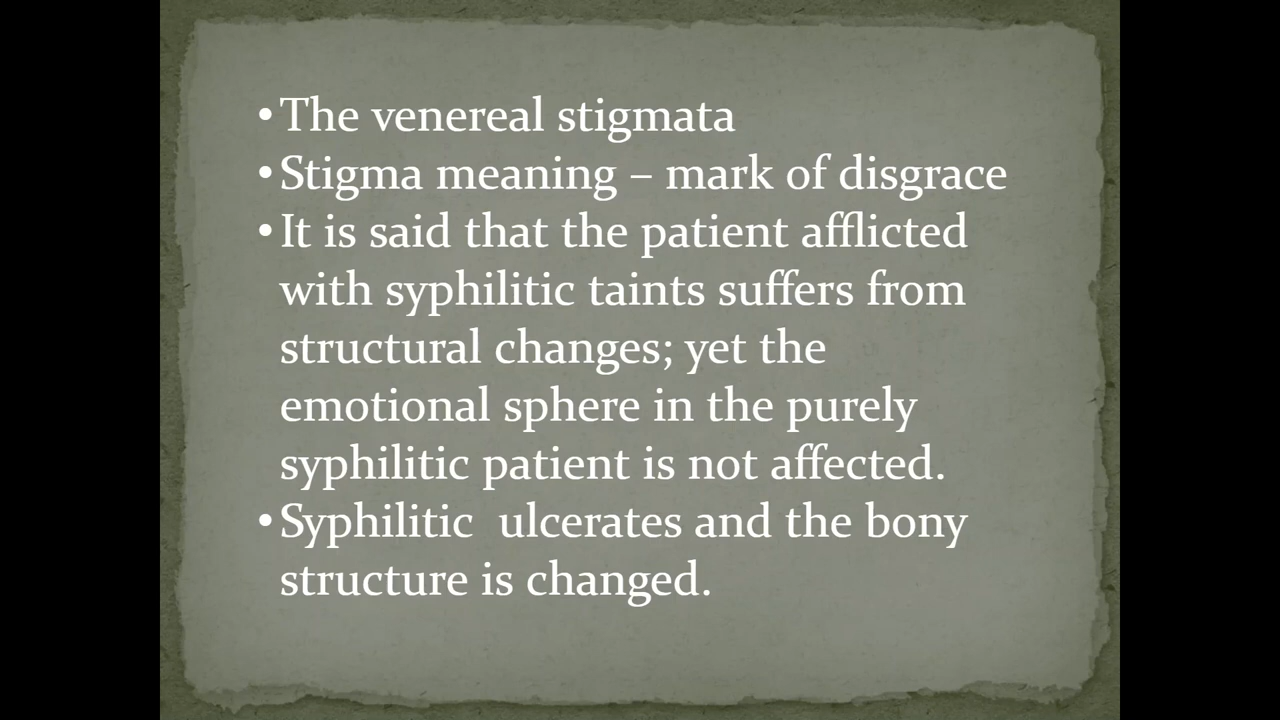 •The venereal stigmata
•Stigma meaning – mark of disgrace
•It is said that the patient afflicted
with syphilitic taints suffers from
structural changes; yet the
emotional sphere in the purely
syphilitic patient is not affected.
•Syphilitic  ulcerates and the bony
structure is changed.